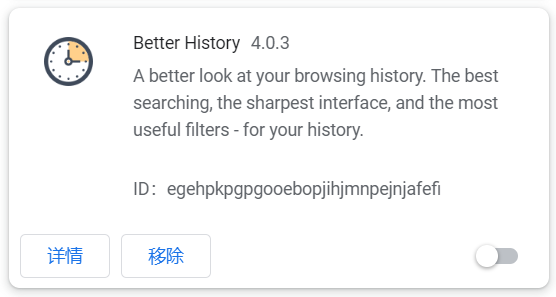 Better History 4.0.3
A better look at your browsing history. The best
searching, the sharpest interface, and the most
useful filters - for your history.
ID： egehpkpgpgooebopjihjmnpejnjafefi
详情 移除